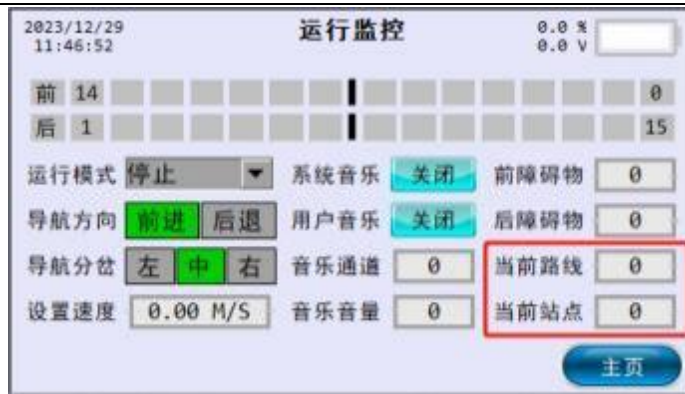 2023/12/29 运行监控 0.0 %
11:46:52 0.0 V
前 14 0
后 1 15
运行模式 停止 系统音乐 关闭 前障碍物 0
导航方向 前进 后退 用户音乐 关闭 后障碍物 0
导航分岔 左 中 右 音乐通道 0 当前路线 0
设置速度 0.00 M/S 音乐音量 0 当前站点 0
主页